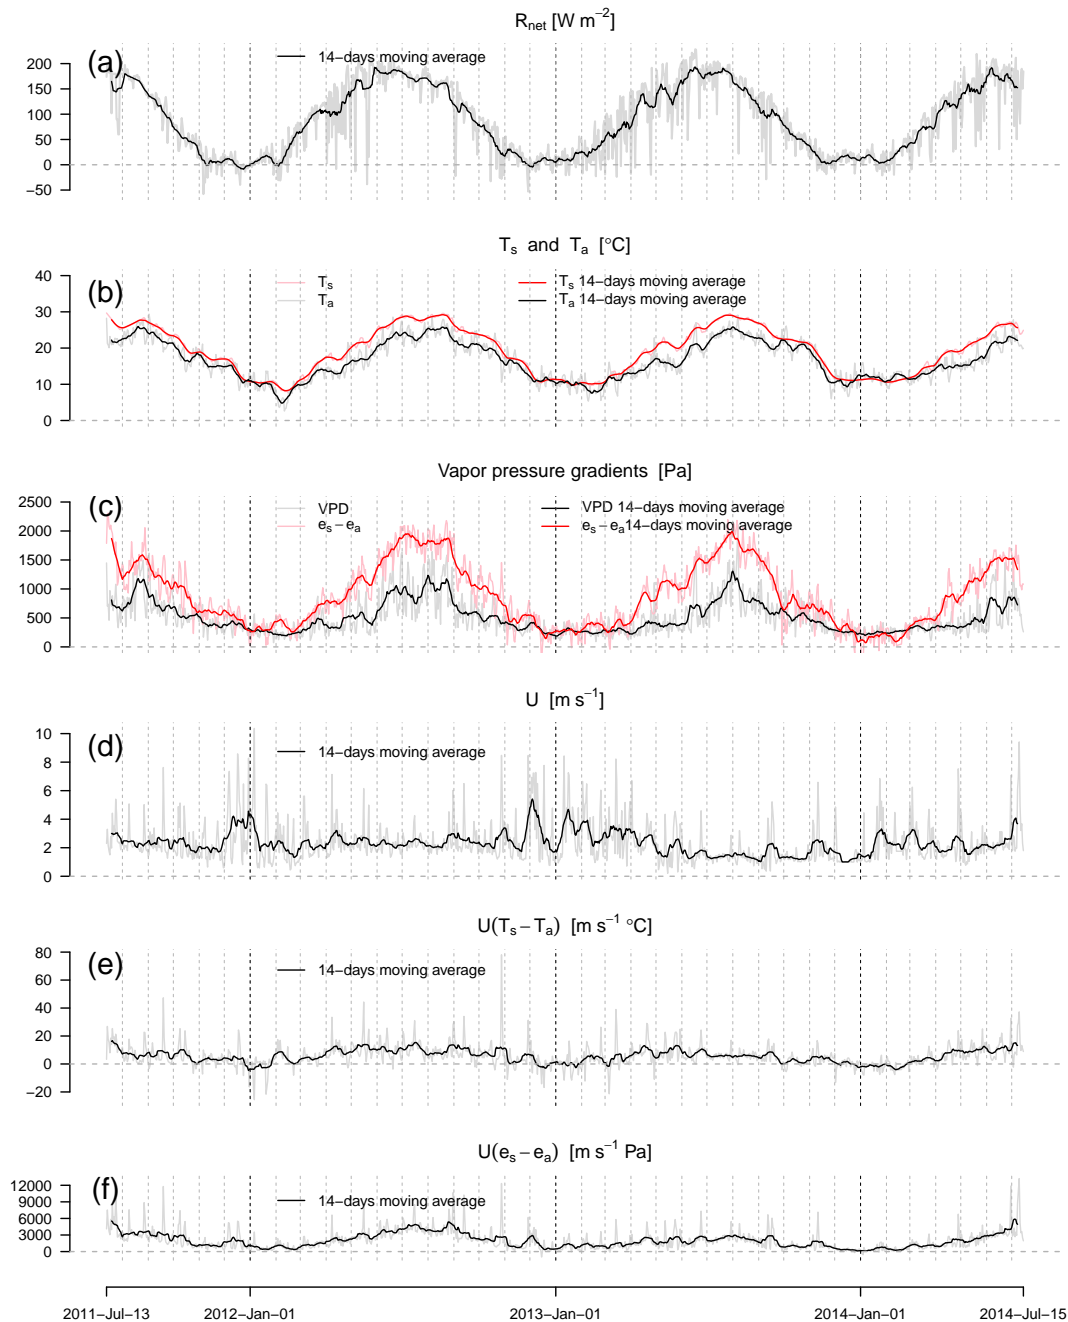 R_net [W m⁻²]
(a)
14−days moving average
200
150
100
50
0
−50
T_s and T_a [°C]
(b)
T_s
T_s 14−days moving average
T_a
T_a 14−days moving average
40
30
20
10
0
Vapor pressure gradients [Pa]
(c)
VPD
VPD 14−days moving average
e_s − e_a
e_s − e_a 14−days moving average
2500
2000
1500
1000
500
0
U [m s⁻¹]
(d)
14−days moving average
10
8
6
4
2
0
U(T_s − T_a) [m s⁻¹ °C]
(e)
14−days moving average
80
60
40
20
0
−20
U(e_s − e_a) [m s⁻¹ Pa]
(f)
14−days moving average
12000
9000
6000
3000
0
2011−Jul−13 2012−Jan−01 2013−Jan−01 2014−Jan−01 2014−Jul−15